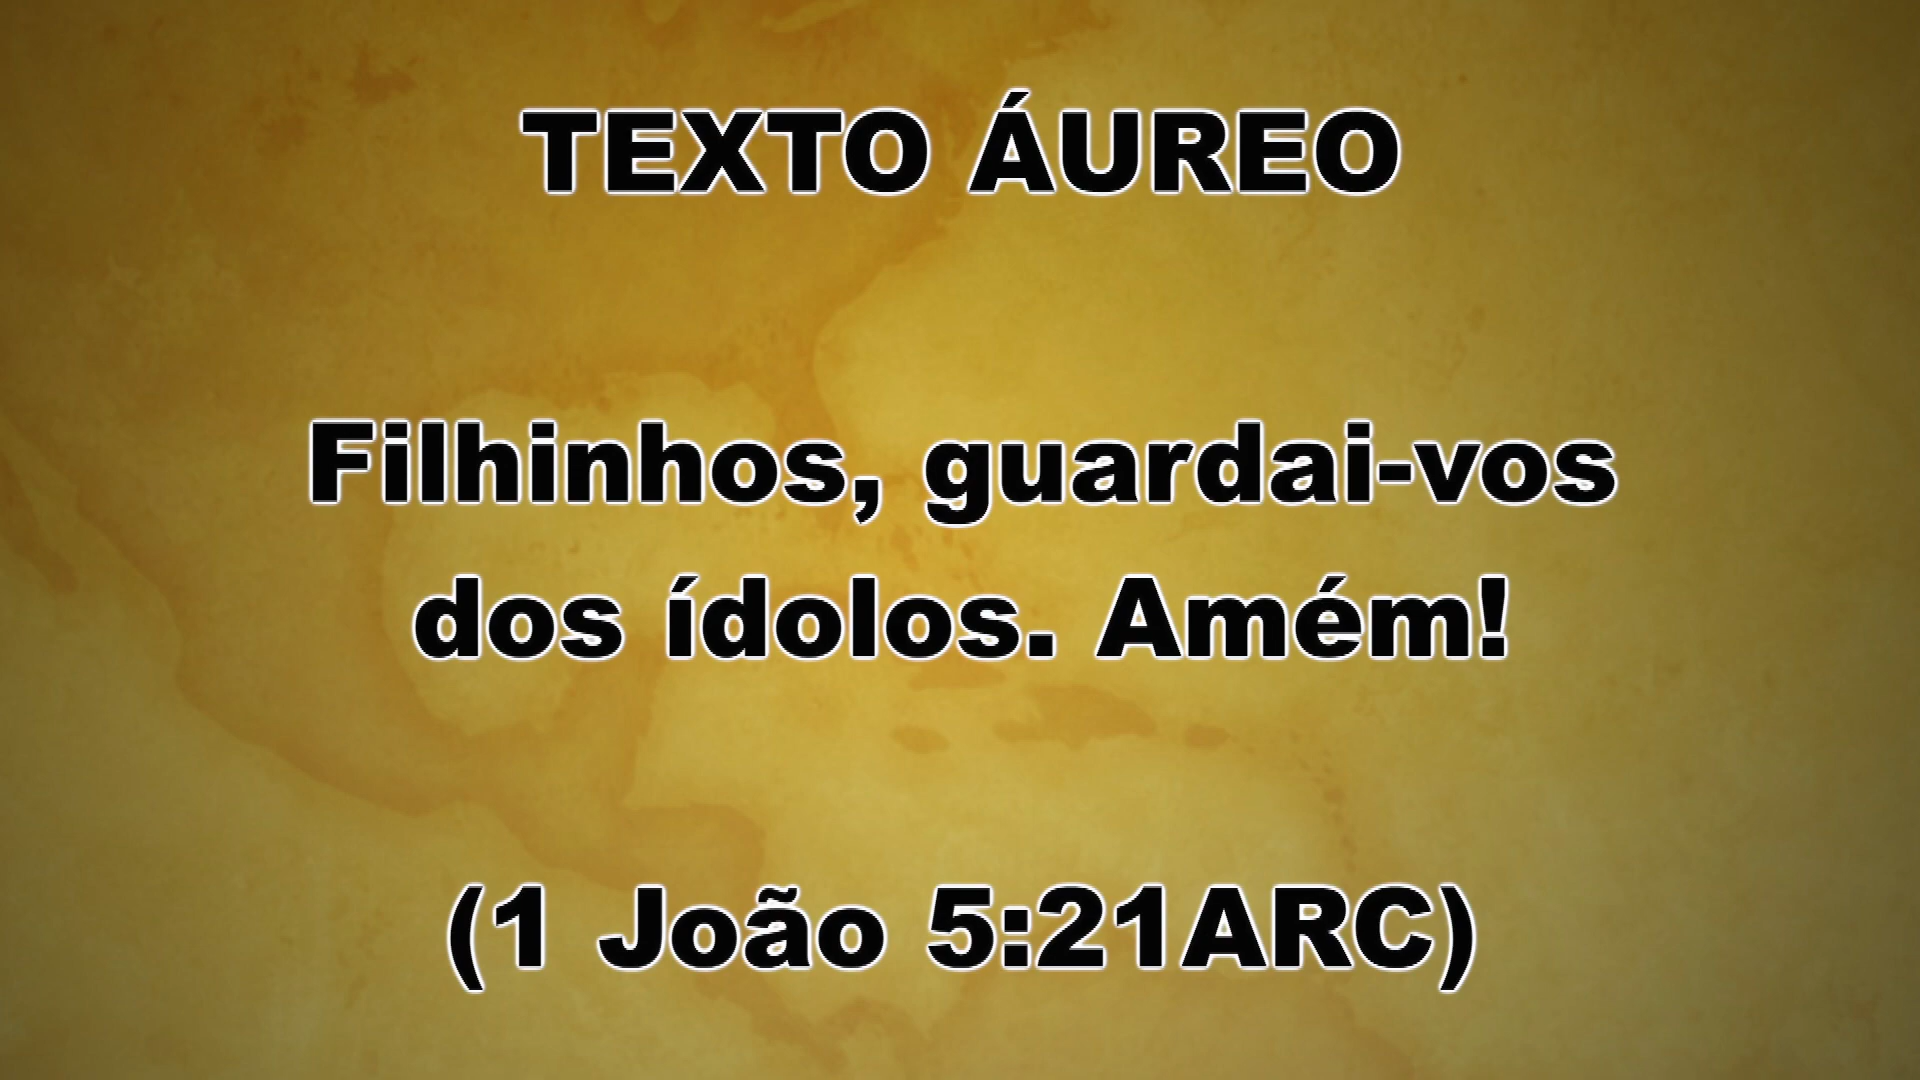 TEXTO ÁUREO
Filhinhos, guardai-vos
dos ídolos. Amém!
(1 João 5:21ARC)